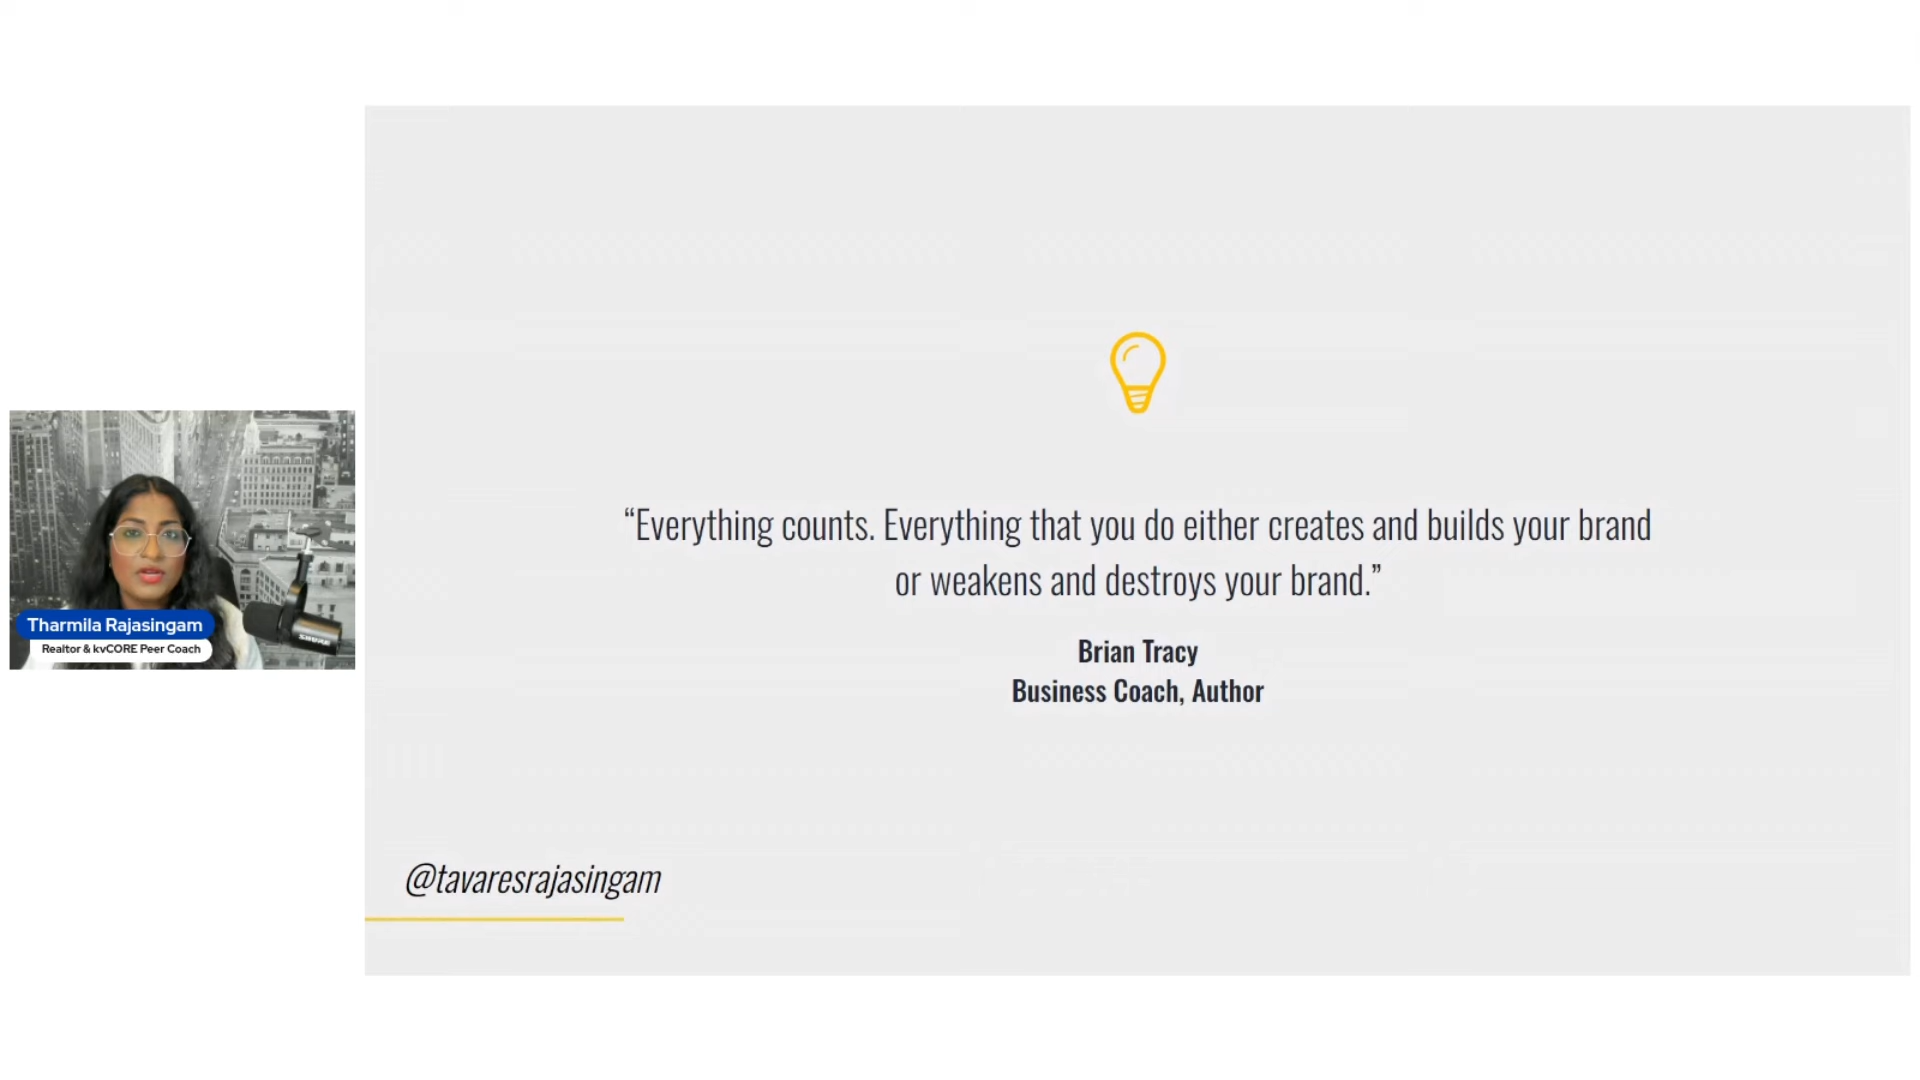 “Everything counts. Everything that you do either creates and builds your brand
or weakens and destroys your brand.”
Brian Tracy
Business Coach, Author
@tavaresrajasingam
Tharmila Rajasingam
Realtor & kvCORE Peer Coach
SHURE